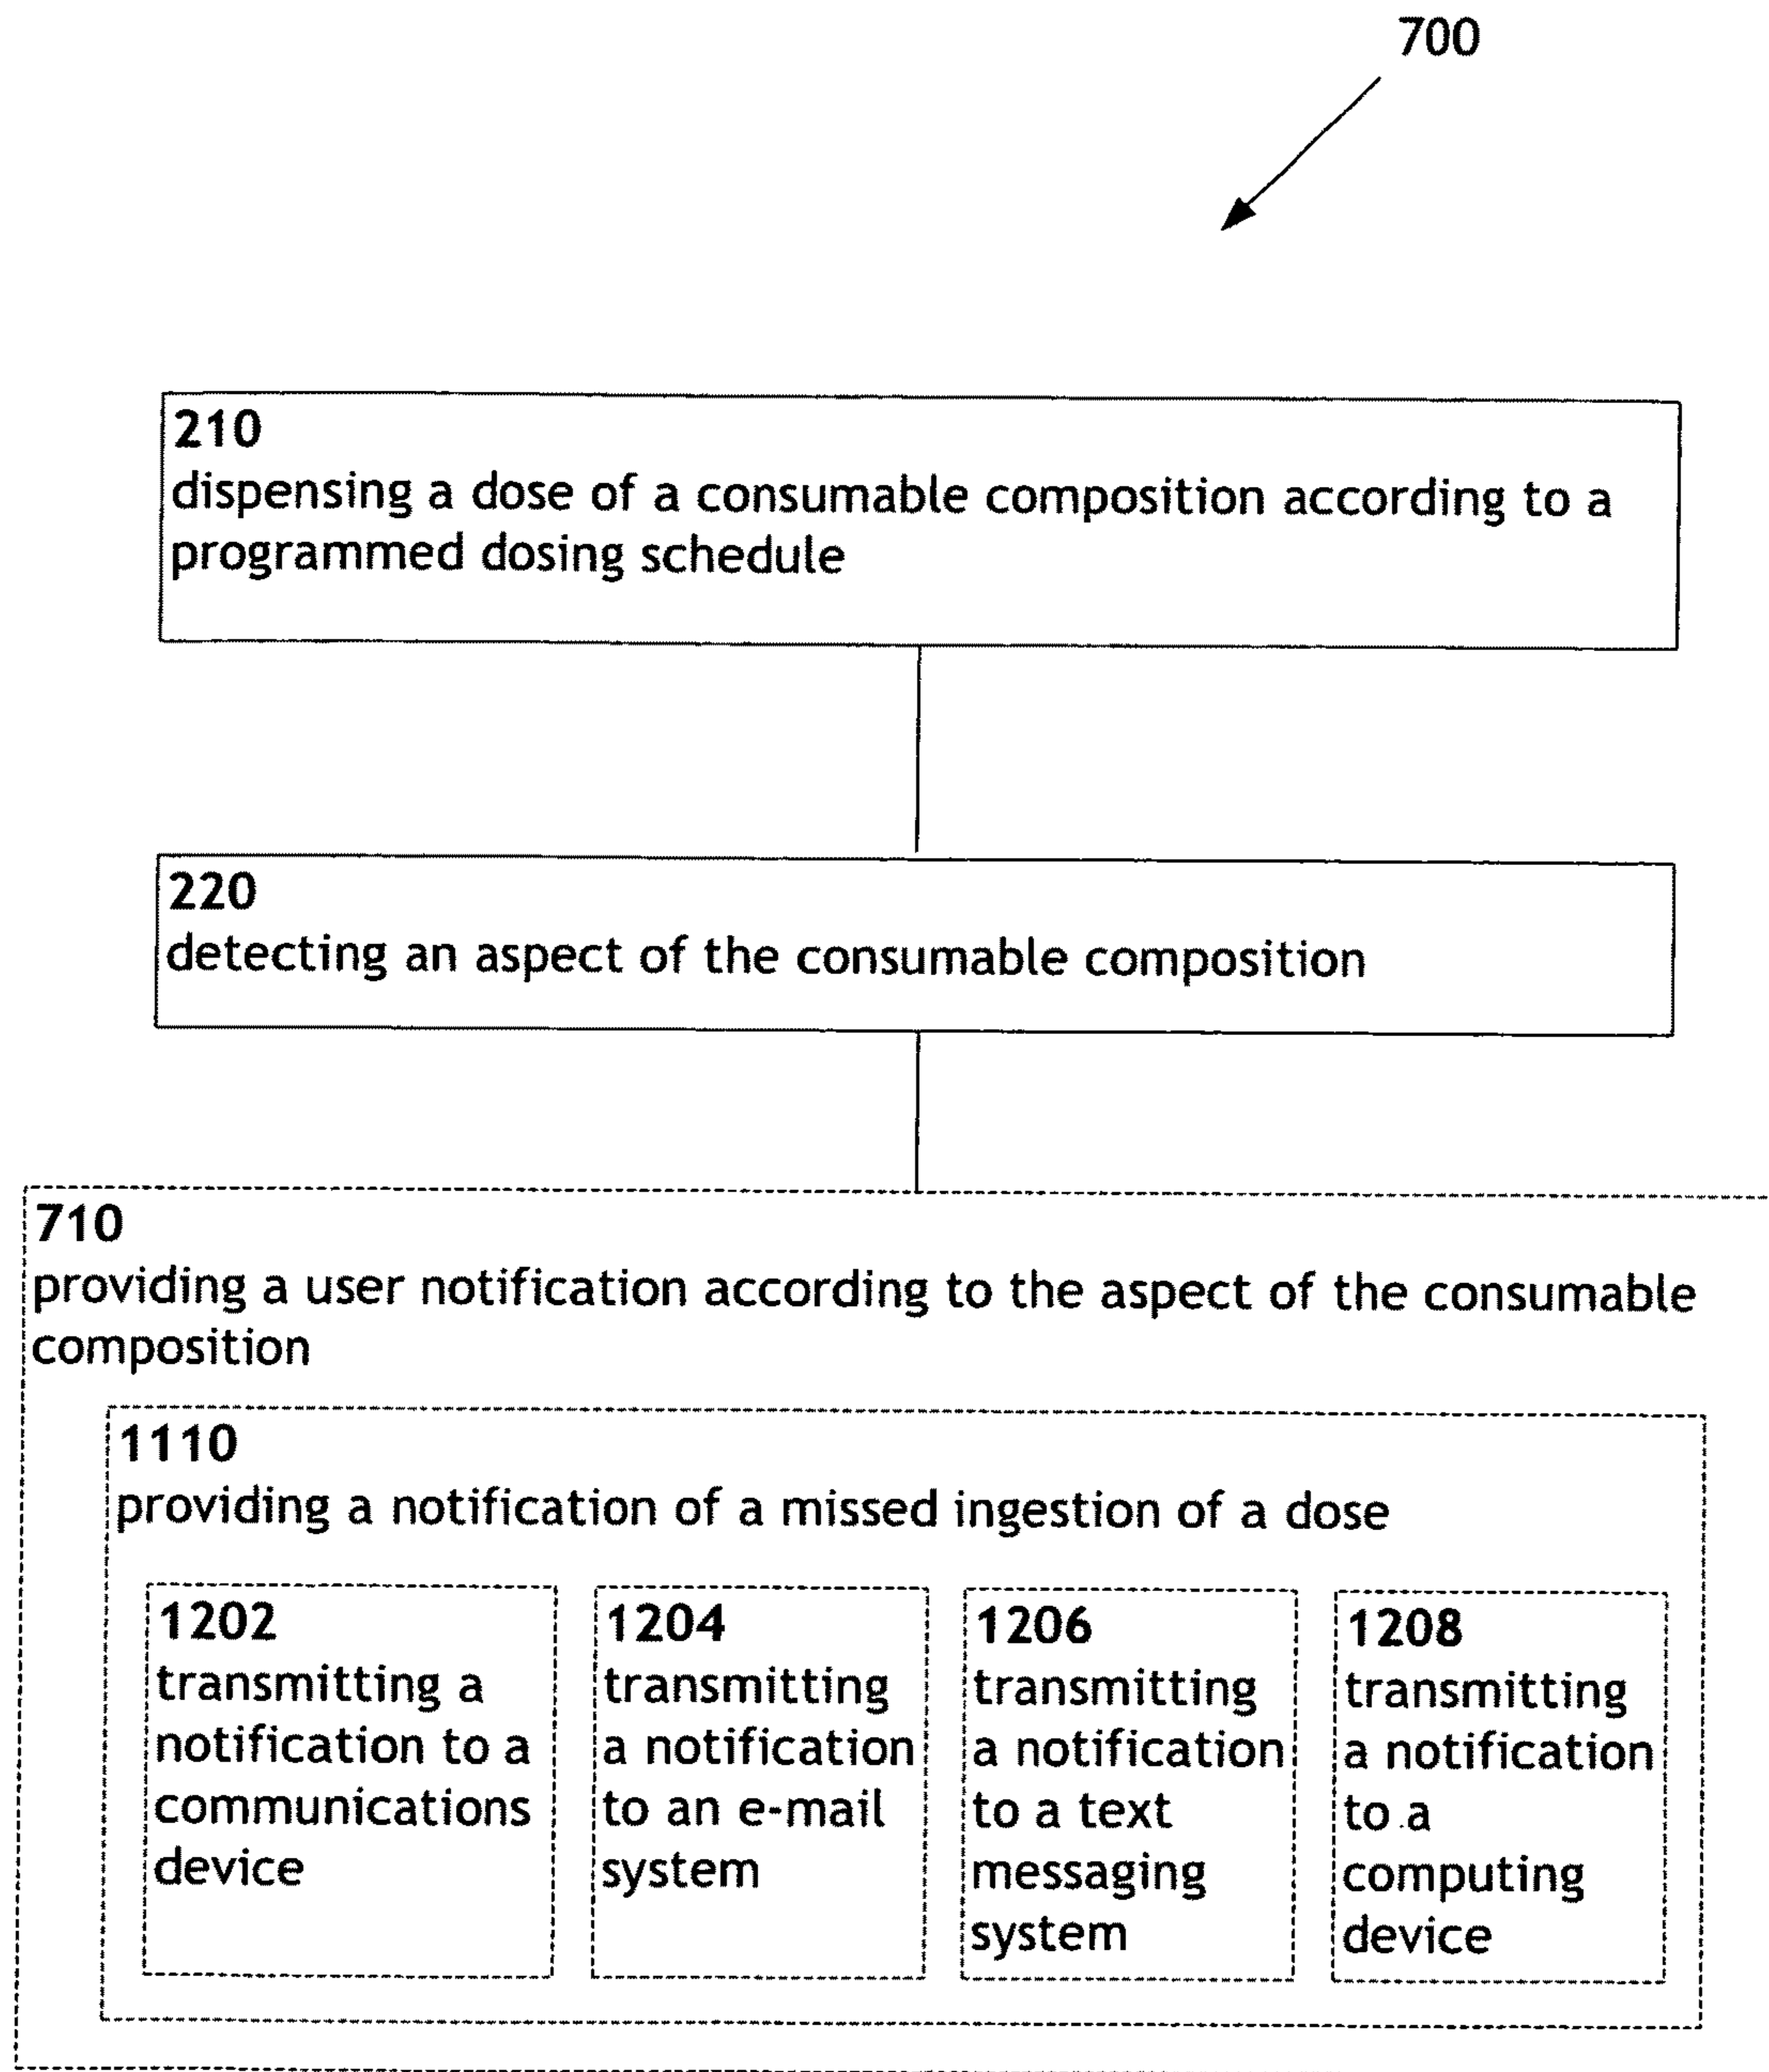 700
210
dispensing a dose of a consumable composition according to a
programmed dosing schedule
220
detecting an aspect of the consumable composition
710
providing a user notification according to the aspect of the consumable
composition
1110
providing a notification of a missed ingestion of a dose
1202
transmitting a
notification to a
communications
device
1204
transmitting
a notification
to an e-mail
system
1206
transmitting
a notification
to a text
messaging
system
1208
transmitting
a notification
to a
computing
device